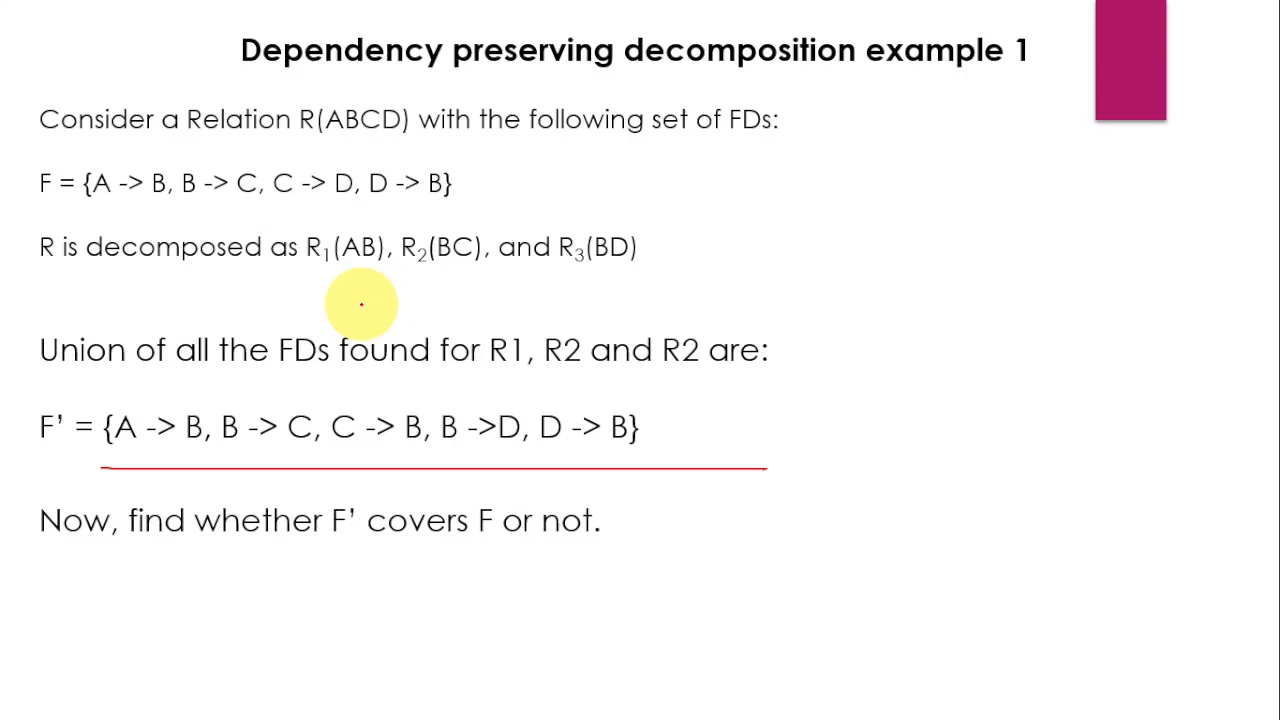 Dependency preserving decomposition example 1
Consider a Relation R(ABCD) with the following set of FDs:
F = {A -> B, B -> C, C -> D, D -> B}
R is decomposed as R₁(AB), R₂(BC), and R₃(BD)
Union of all the FDs found for R1, R2 and R2 are:
F’ = {A -> B, B -> C, C -> B, B ->D, D -> B}
Now, find whether F’ covers F or not.